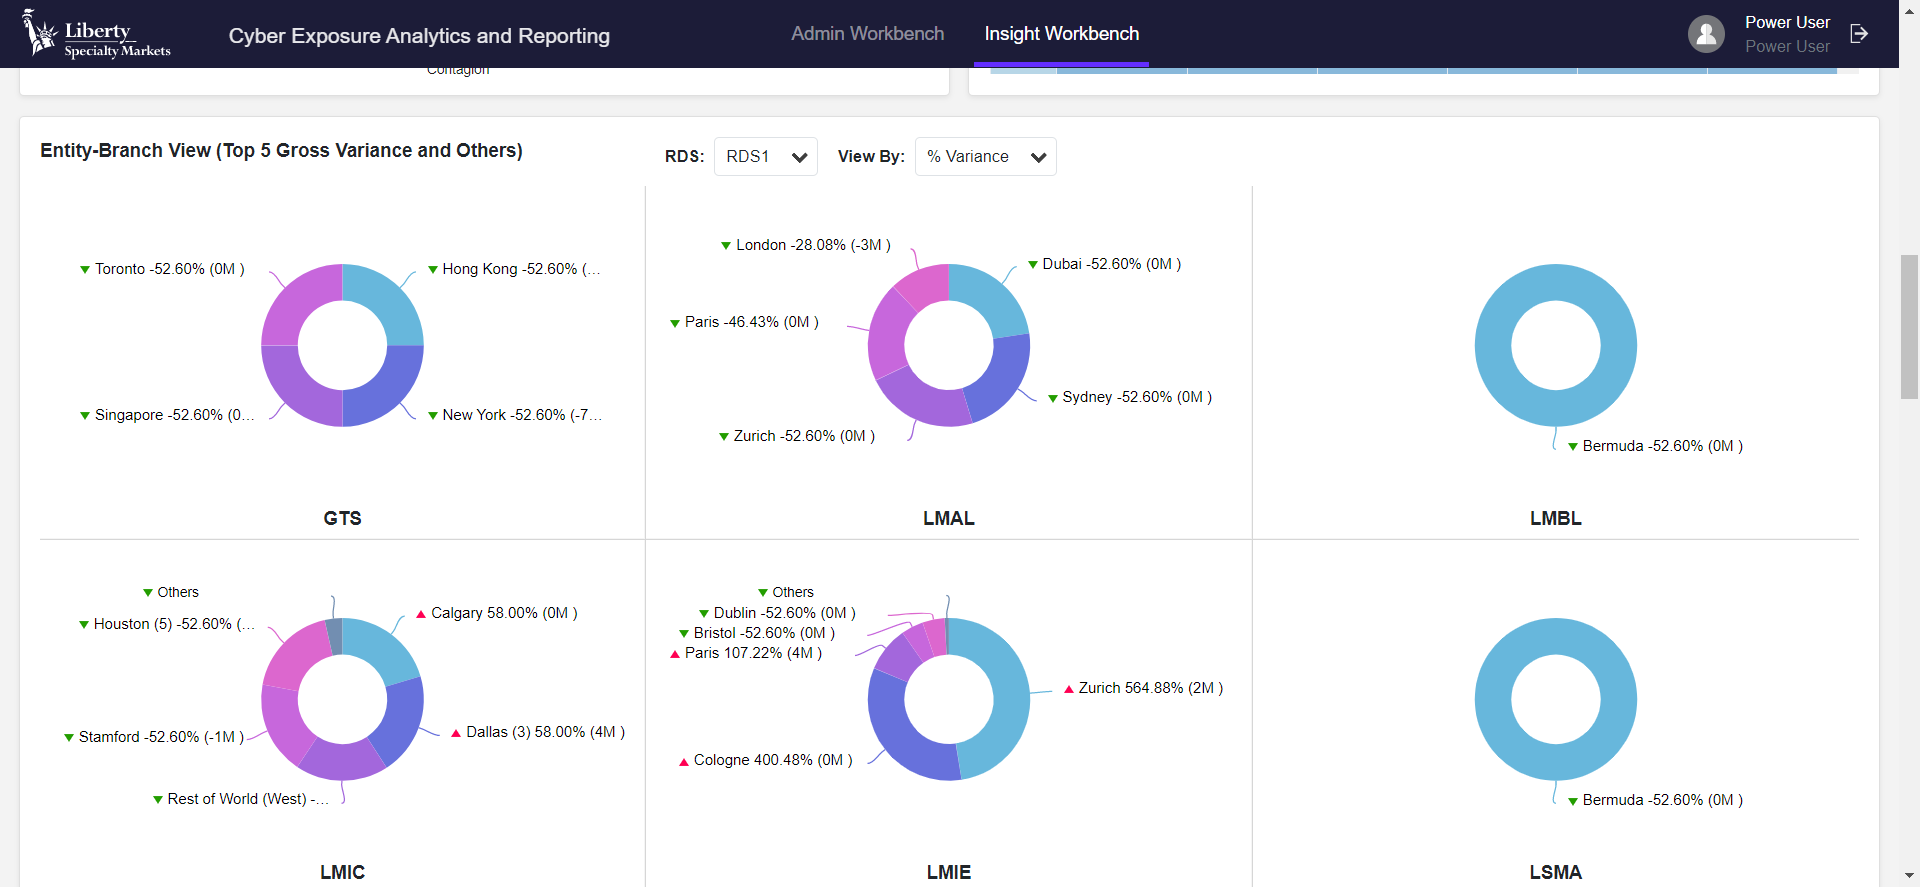 Liberty
Specialty Markets
Cyber Exposure Analytics and Reporting
Admin Workbench
Insight Workbench
Power User
Power User
Contagion
Entity-Branch View (Top 5 Gross Variance and Others)
RDS:
RDS1
View By:
% Variance
Toronto -52.60% (0M )
Hong Kong -52.60% (...
Singapore -52.60% (0...
New York -52.60% (-7...
GTS
London -28.08% (-3M )
Dubai -52.60% (0M )
Paris -46.43% (0M )
Sydney -52.60% (0M )
Zurich -52.60% (0M )
LMAL
Bermuda -52.60% (0M )
LMBL
Others
Calgary 58.00% (0M )
Houston (5) -52.60% (...
Stamford -52.60% (-1M )
Dallas (3) 58.00% (4M )
Rest of World (West) -...
LMIC
Others
Dublin -52.60% (0M )
Bristol -52.60% (0M )
Paris 107.22% (4M )
Zurich 564.88% (2M )
Cologne 400.48% (0M )
LMIE
Bermuda -52.60% (0M )
LSMA